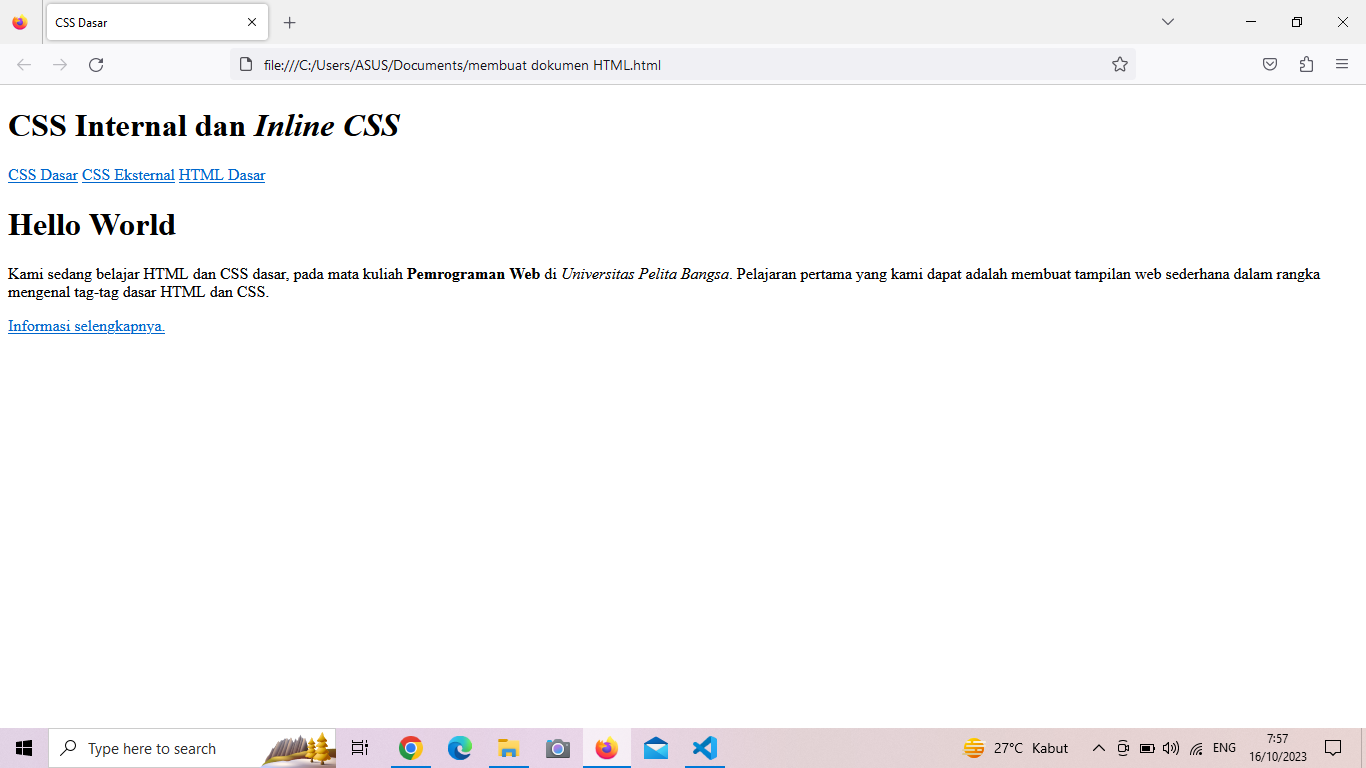 CSS Dasar
file:///C:/Users/ASUS/Documents/membuat dokumen HTML.html
CSS Internal dan Inline CSS
CSS Dasar CSS Eksternal HTML Dasar
Hello World
Kami sedang belajar HTML dan CSS dasar, pada mata kuliah Pemrograman Web di Universitas Pelita Bangsa. Pelajaran pertama yang kami dapat adalah membuat tampilan web sederhana dalam rangka
mengenal tag-tag dasar HTML dan CSS.
Informasi selengkapnya.
Type here to search
27°C Kabut
ENG
7:57
16/10/2023